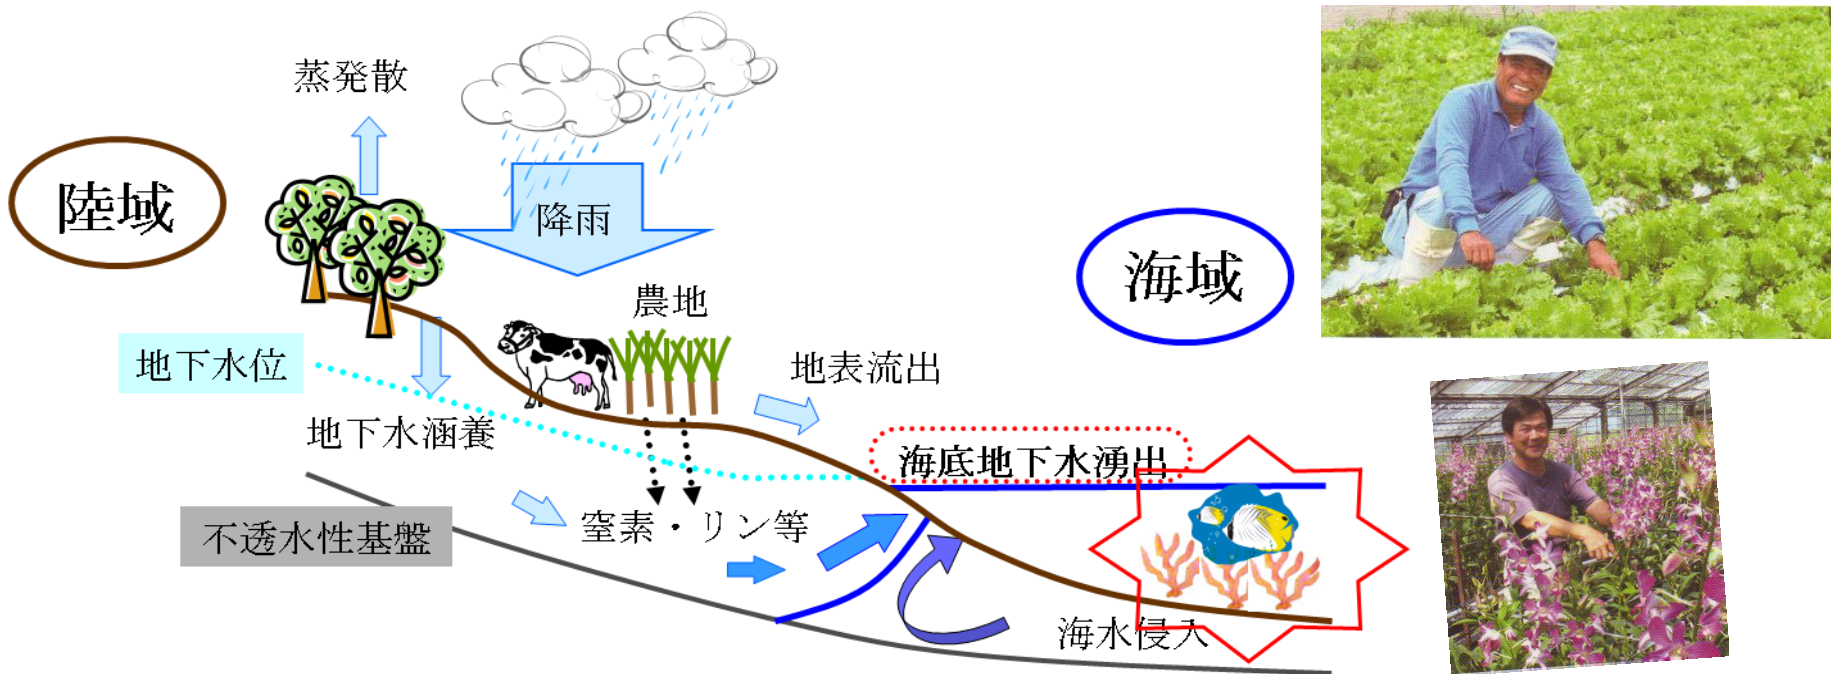 蒸発散
陸域
降雨
海域
農地
地下水位
地表流出
地下水涵養
海底地下水湧出
不透水性基盤
窒素・リン等
海水侵入